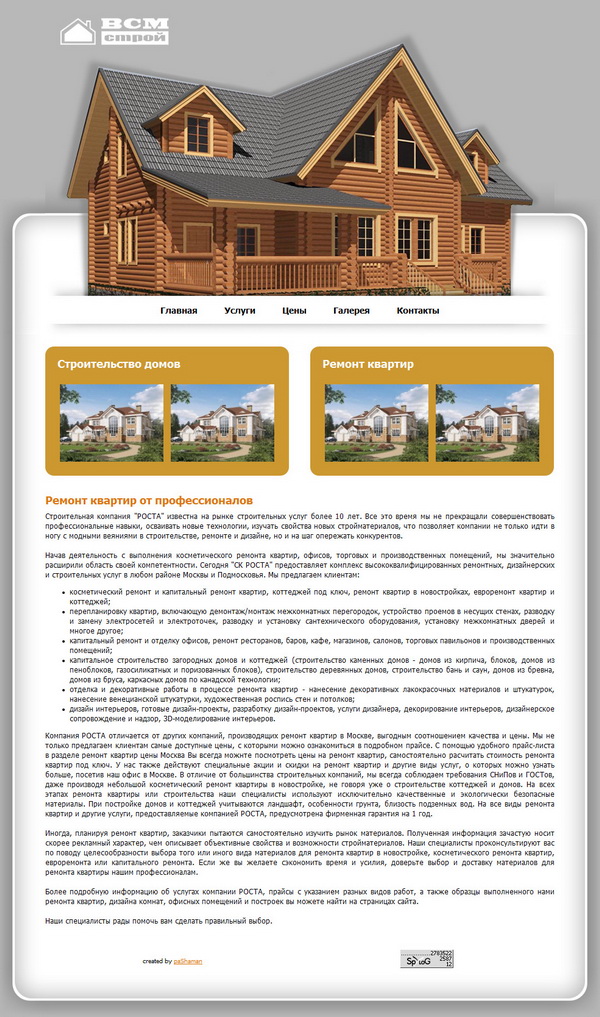 ВСМ
строй
Главная Услуги Цены Галерея Контакты
Строительство домов
Ремонт квартир
Ремонт квартир от профессионалов
Строительная компания "РОСТА" известна на рынке строительных услуг более 10 лет. Все это время мы не прекращали совершенствовать
профессиональные навыки, осваивать новые технологии, изучать свойства новых стройматериалов, что позволяет компании не только идти в
ногу с модными веяниями в строительстве, ремонте и дизайне, но и на шаг опережать конкурентов.
Начав деятельность с выполнения косметического ремонта квартир, офисов, торговых и производственных помещений, мы значительно
расширили область своей компетентности. Сегодня "СК РОСТА" предоставляет комплекс высококвалифицированных ремонтных, дизайнерских
и строительных услуг в любом районе Москвы и Подмосковья. Мы предлагаем клиентам:
• косметический ремонт и капитальный ремонт квартир, коттеджей под ключ, ремонт квартир в новостройках, евроремонт квартир и
коттеджей;
• перепланировку квартир, включающую демонтаж/монтаж межкомнатных перегородок, устройство проемов в несущих стенах, разводку
и замену электросетей и электроточек, разводку и установку сантехнического оборудования, установку межкомнатных дверей и
многое другое;
• капитальный ремонт и отделку офисов, ремонт ресторанов, баров, кафе, магазинов, салонов, торговых павильонов и производственных
помещений;
• капитальное строительство загородных домов и коттеджей (строительство каменных домов - домов из кирпича, блоков, домов из
пеноблоков, газосиликатных и поризованных блоков), строительство деревянных домов, строительство бань и саун, домов из бревна,
домов из бруса, каркасных домов по канадской технологии;
• отделка и декоративные работы в процессе ремонта квартир - нанесение декоративных лакокрасочных материалов и штукатурок,
нанесение венецианской штукатурки, художественная роспись стен и потолков;
• дизайн интерьеров, готовые дизайн-проекты, разработку дизайн-проектов, услуги дизайнера, декорирование интерьеров, дизайнерское
сопровождение и надзор, 3D-моделирование интерьеров.
Компания РОСТА отличается от других компаний, производящих ремонт квартир в Москве, выгодным соотношением качества и цены. Мы не
только предлагаем клиентам самые доступные цены, с которыми можно ознакомиться в подробном прайсе. С помощью удобного прайс-листа
в разделе ремонт квартир цены Москва Вы всегда можнте посмотреть цены на ремонт квартир, самостоятельно расчитать стоимость ремонта
квартир под ключ. У нас также действуют специальные акции и скидки на ремонт квартир и другие виды услуг, о которых можно узнать
больше, посетив наш офис в Москве. В отличие от большинства строительных компаний, мы всегда соблюдаем требования СНиПов и ГОСТов,
даже производя небольшой косметический ремонт квартиры в новостройке, не говоря уже о строительстве коттеджей и домов. На всех
этапах ремонта квартиры или строительства наши специалисты используют исключительно качественные и экологически безопасные
материалы. При постройке домов и коттеджей учитываются ландшафт, особенности грунта, близость подземных вод. На все виды ремонта
квартир и другие услуги, предоставляемые компанией РОСТА, предусмотрена фирменная гарантия на 1 год.
Иногда, планируя ремонт квартир, заказчики пытаются самостоятельно изучить рынок материалов. Полученная информация зачастую носит
скорее рекламный характер, чем описывает объективные свойства и возможности стройматериалов. Наши специалисты проконсультируют вас
по поводу целесообразности выбора того или иного вида материалов для ремонта квартир в новостройке, косметического ремонта квартир,
евроремонта или капитального ремонта. Если же вы желаете сэкономить время и усилия, доверьте выбор и доставку материалов для
ремонта квартиры нашим профессионалам.
Более подробную информацию об услугах компании РОСТА, прайсы с указанием разных видов работ, а также образцы выполненного нами
ремонта квартир, дизайна комнат, офисных помещений и построек вы можете найти на страницах сайта.
Наши специалисты рады помочь вам сделать правильный выбор.
created by paShaman
2703522
2587
12